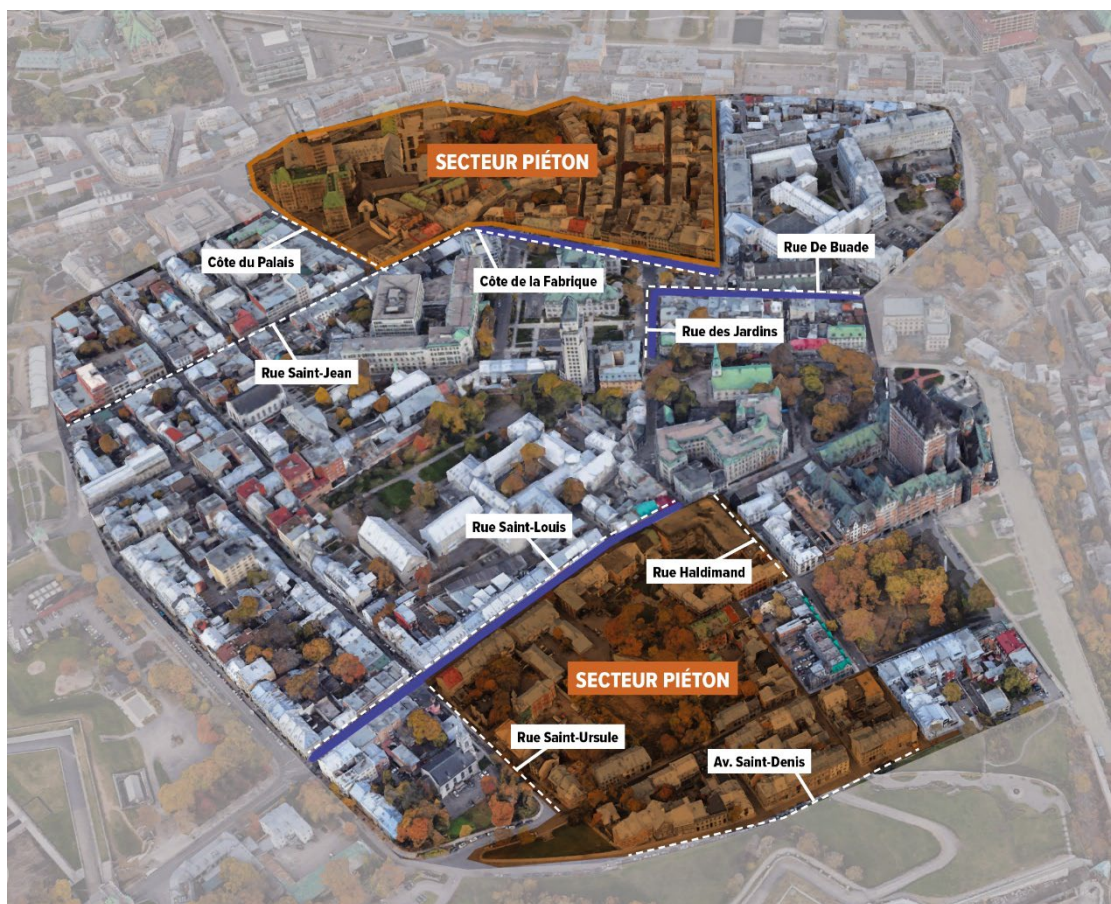 SECTEUR PIÉTON
Rue De Buade
Côte du Palais
Côte de la Fabrique
Rue des Jardins
Rue Saint-Jean
Rue Saint-Louis
Rue Haldimand
SECTEUR PIÉTON
Rue Saint-Ursule
Av. Saint-Denis